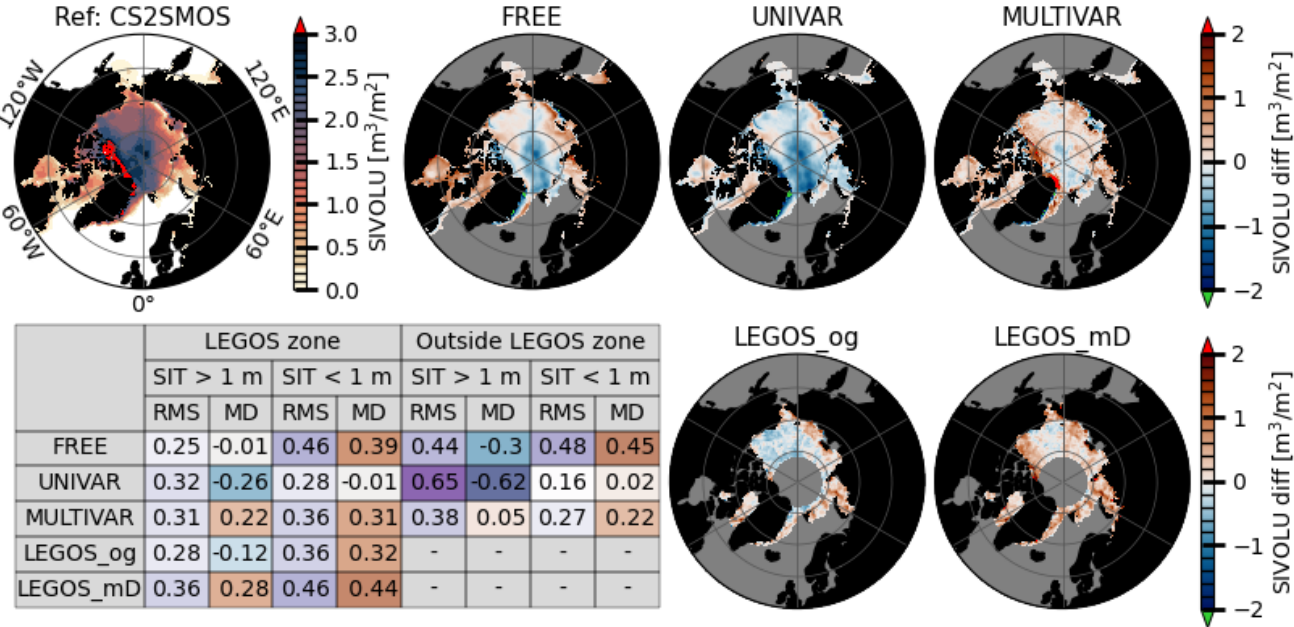 Ref: CS2SMOS
120°W
120°E
60°W
60°E
0°
3.0
2.5
2.0
1.5
1.0
0.5
0.0
SIVOLU [m³/m²]
FREE
UNIVAR
MULTIVAR
2
1
0
−1
−2
SIVOLU diff [m³/m²]
LEGOS zone Outside LEGOS zone
SIT > 1 m SIT < 1 m SIT > 1 m SIT < 1 m
RMS MD RMS MD RMS MD RMS MD
FREE 0.25 -0.01 0.46 0.39 0.44 -0.3 0.48 0.45
UNIVAR 0.32 -0.26 0.28 -0.01 0.65 -0.62 0.16 0.02
MULTIVAR 0.31 0.22 0.36 0.31 0.38 0.05 0.27 0.22
LEGOS_og 0.28 -0.12 0.36 0.32 - - - -
LEGOS_mD 0.36 0.28 0.46 0.44 - - - -
LEGOS_og
LEGOS_mD
2
1
0
−1
−2
SIVOLU diff [m³/m²]